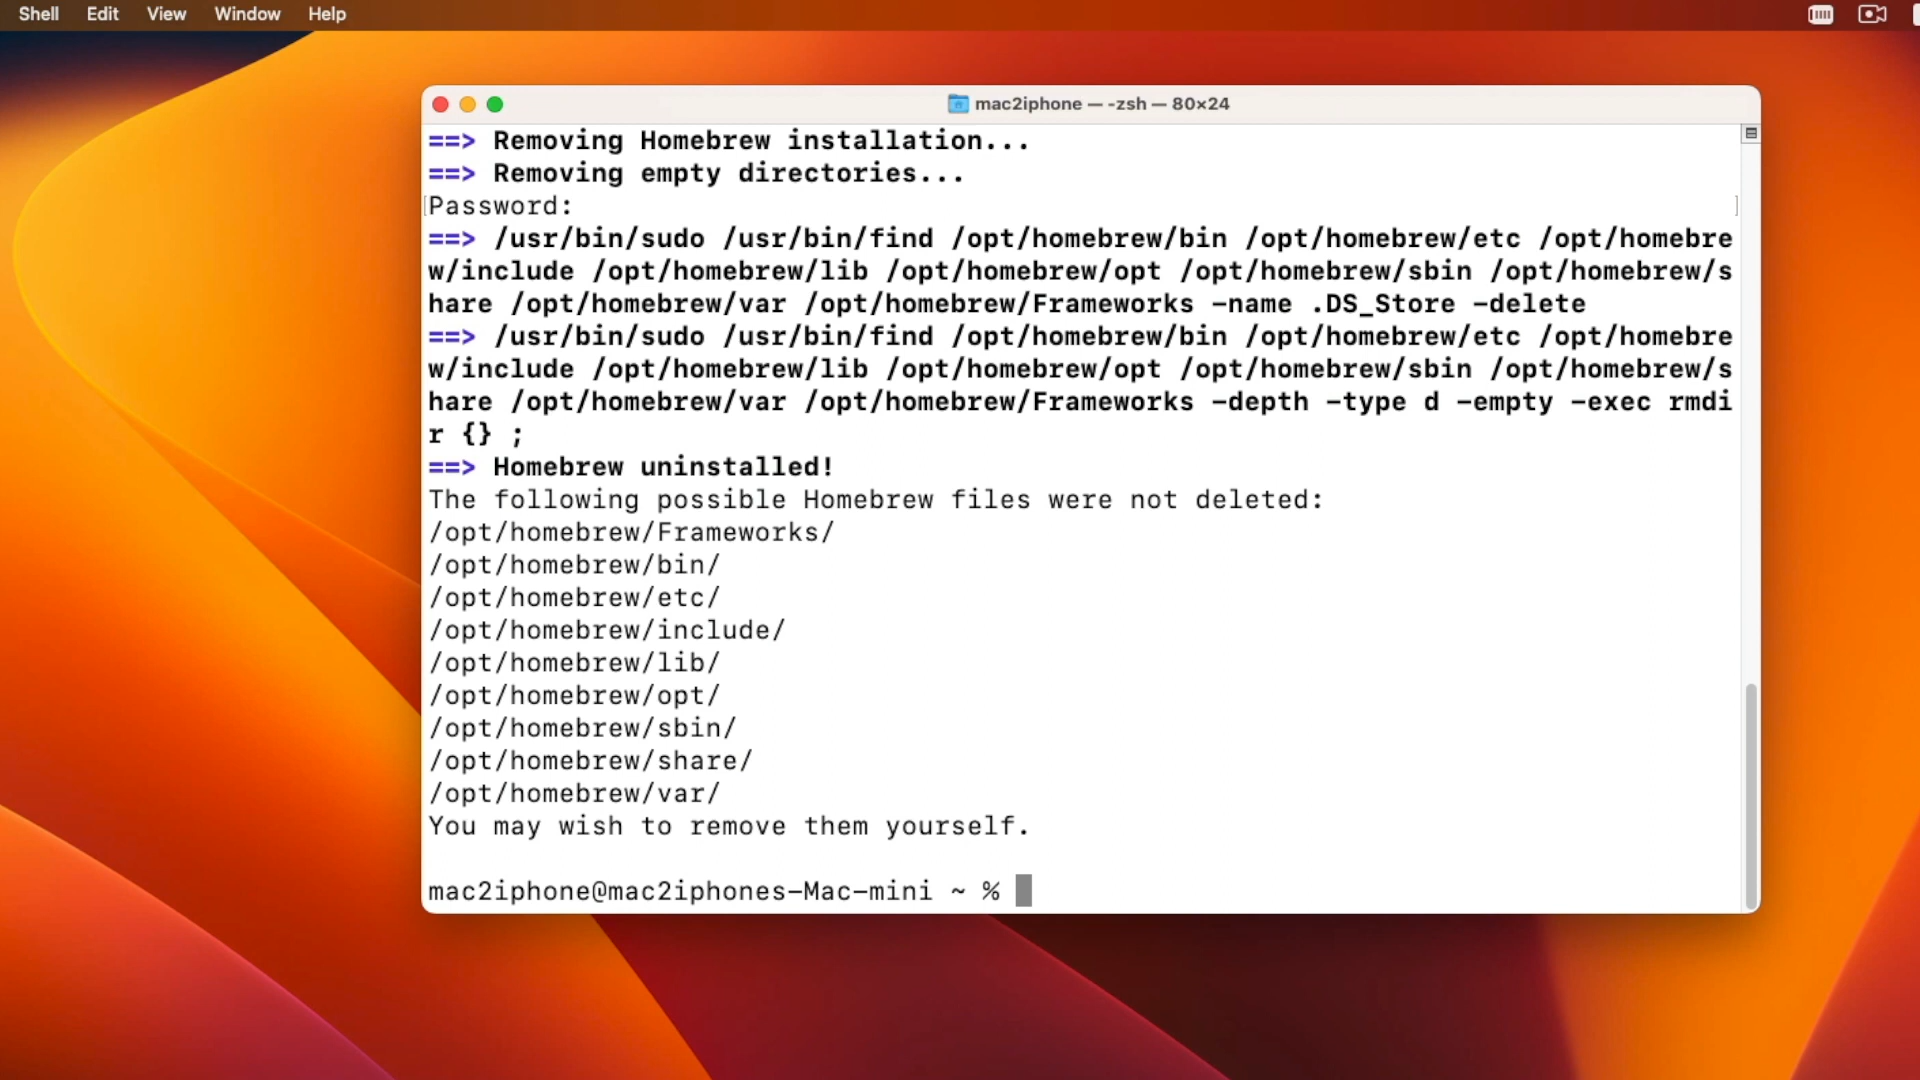 Shell Edit View Window Help
mac2iphone — -zsh — 80×24
==> Removing Homebrew installation...
==> Removing empty directories...
Password:
==> /usr/bin/sudo /usr/bin/find /opt/homebrew/bin /opt/homebrew/etc /opt/homebre
w/include /opt/homebrew/lib /opt/homebrew/opt /opt/homebrew/sbin /opt/homebrew/s
hare /opt/homebrew/var /opt/homebrew/Frameworks -name .DS_Store -delete
==> /usr/bin/sudo /usr/bin/find /opt/homebrew/bin /opt/homebrew/etc /opt/homebre
w/include /opt/homebrew/lib /opt/homebrew/opt /opt/homebrew/sbin /opt/homebrew/s
hare /opt/homebrew/var /opt/homebrew/Frameworks -depth -type d -empty -exec rmdi
r {} ;
==> Homebrew uninstalled!
The following possible Homebrew files were not deleted:
/opt/homebrew/Frameworks/
/opt/homebrew/bin/
/opt/homebrew/etc/
/opt/homebrew/include/
/opt/homebrew/lib/
/opt/homebrew/opt/
/opt/homebrew/sbin/
/opt/homebrew/share/
/opt/homebrew/var/
You may wish to remove them yourself.
mac2iphone@mac2iphones-Mac-mini ~ %